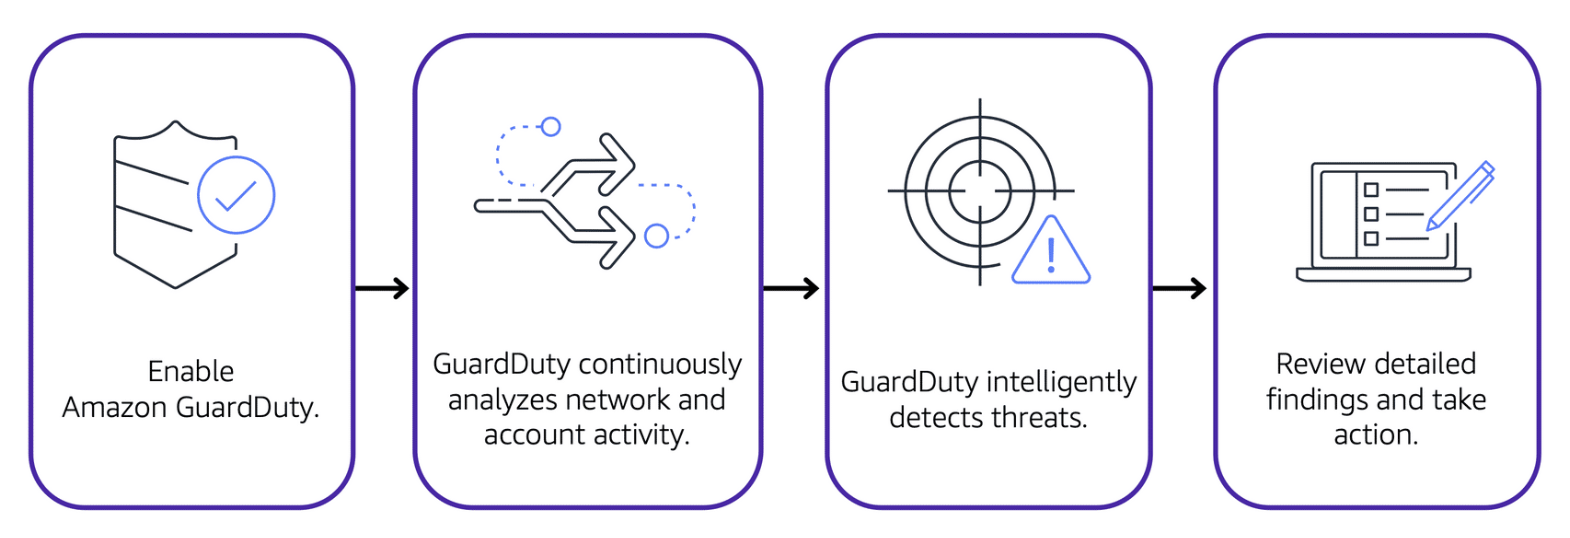 Enable
Amazon GuardDuty.
GuardDuty continuously
analyzes network and
account activity.
GuardDuty intelligently
detects threats.
Review detailed
findings and take
action.